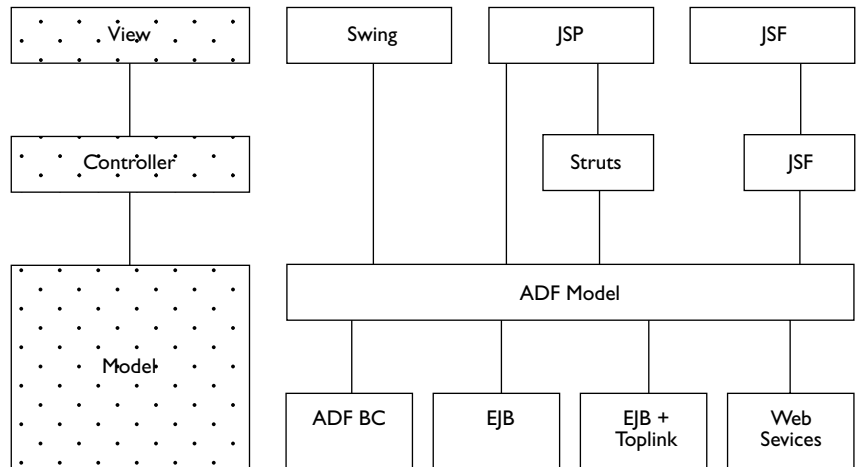 View
Swing
JSP
JSF
Controller
Struts
JSF
ADF Model
Model
ADF BC
EJB
EJB +
Toplink
Web
Sevices